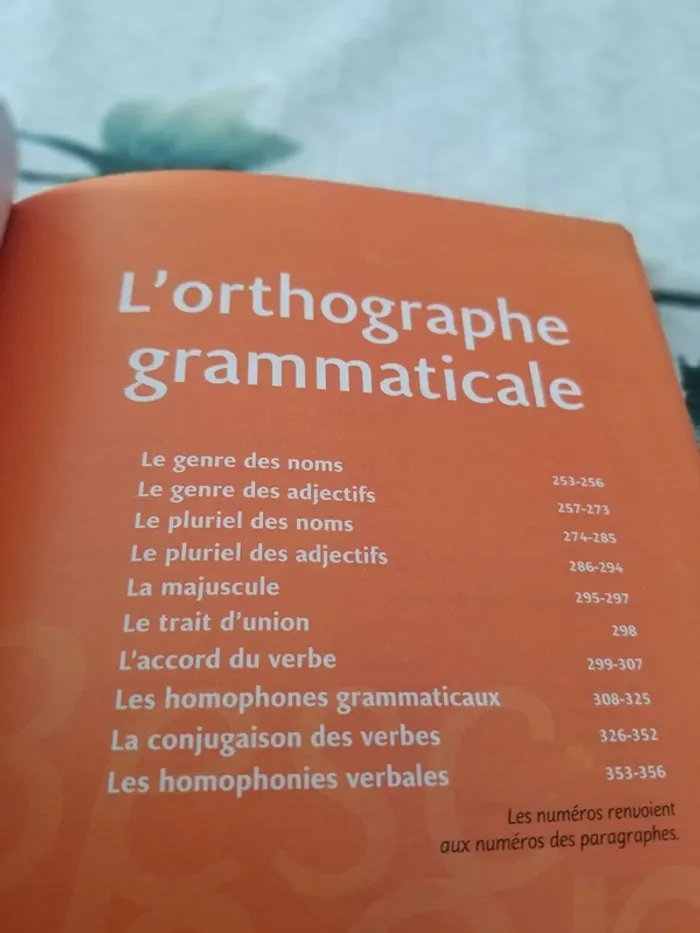 L'orthographe
grammaticale
Le genre des noms 253-256
Le genre des adjectifs 257-273
Le pluriel des noms 274-285
Le pluriel des adjectifs 286-294
La majuscule 295-297
Le trait d'union 298
L'accord du verbe 299-307
Les homophones grammaticaux 308-325
La conjugaison des verbes 326-352
Les homophonies verbales 353-356
Les numéros renvoient
aux numéros des paragraphes.